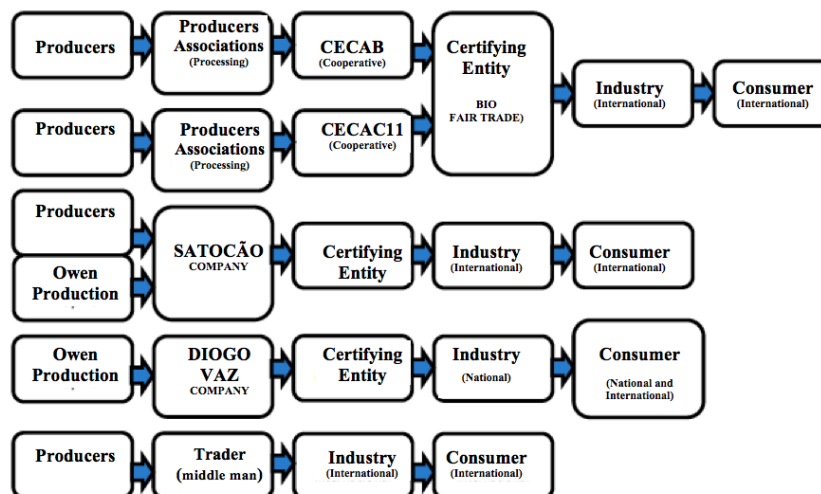 Producers
Producers
Associations
(Processing)
CECAB
(Cooperative)
Certifying
Entity
BIO
FAIR TRADE)
Industry
(International)
Consumer
(International)
Producers
Producers
Associations
(Processing)
CECAC11
(Cooperative)
Producers
Owen
Production
SATOCÃO
COMPANY
Certifying
Entity
Industry
(International)
Consumer
(International)
Owen
Production
DIOGO
VAZ
COMPANY
Certifying
Entity
Industry
(National)
Consumer
(National and
International)
Producers
Trader
(middle man)
Industry
(International)
Consumer
(International)